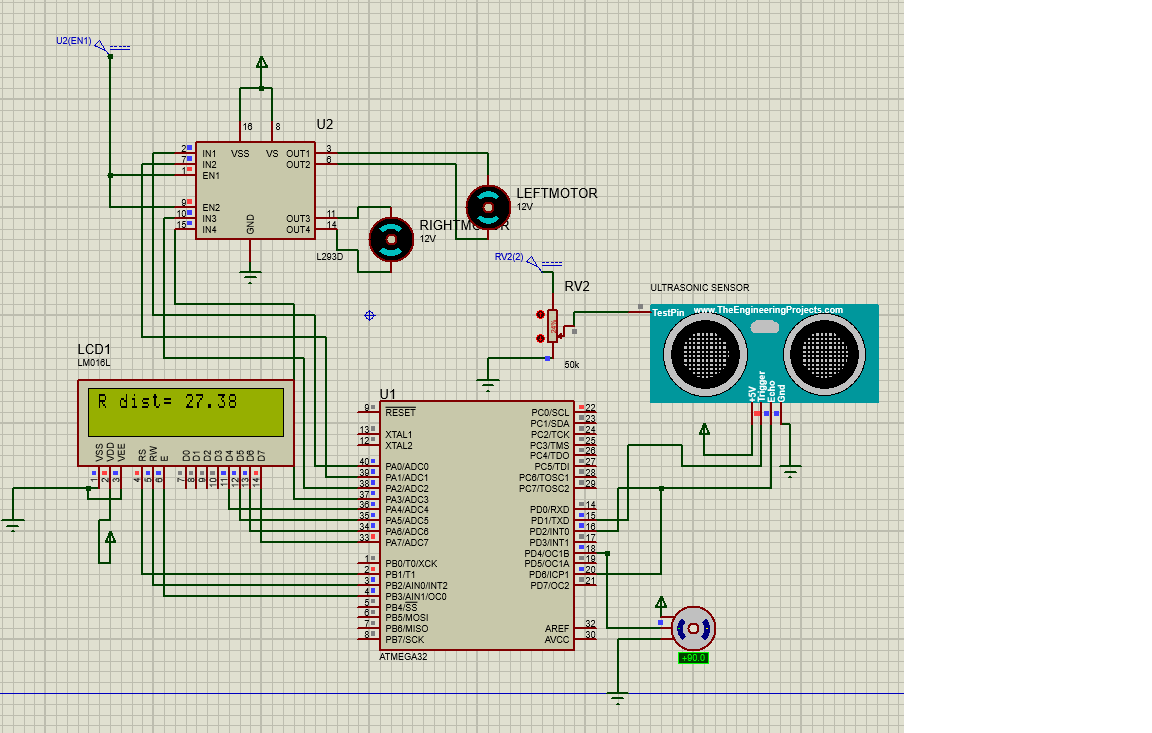 U2(EN1)
U2
16
8
2
IN1
VSS
VS
OUT1
3
7
IN2
OUT2
6
1
EN1
9
EN2
10
IN3
OUT3
11
15
IN4
GND
OUT4
14
L293D
LEFTMOTOR
12V
RIGHTMOTOR
12V
RV2(2)
RV2
50k
ULTRASONIC SENSOR
TestPin
www.TheEngineeringProjects.com
+5V
Trigger
Echo
Gnd
LCD1
LM016L
R dist= 27.38
VSS
VDD
VEE
RS
RW
E
D0
D1
D2
D3
D4
D5
D6
D7
1
2
3
4
5
6
7
8
9
10
11
12
13
14
U1
9
RESET
13
XTAL1
12
XTAL2
40
PA0/ADC0
39
PA1/ADC1
38
PA2/ADC2
37
PA3/ADC3
36
PA4/ADC4
35
PA5/ADC5
34
PA6/ADC6
33
PA7/ADC7
1
PB0/T0/XCK
2
PB1/T1
3
PB2/AIN0/INT2
4
PB3/AIN1/OC0
5
PB4/SS
6
PB5/MOSI
7
PB6/MISO
8
PB7/SCK
PC0/SCL
22
PC1/SDA
23
PC2/TCK
24
PC3/TMS
25
PC4/TDO
26
PC5/TDI
27
PC6/TOSC1
28
PC7/TOSC2
29
PD0/RXD
14
PD1/TXD
15
PD2/INT0
16
PD3/INT1
17
PD4/OC1B
18
PD5/OC1A
19
PD6/ICP1
20
PD7/OC2
21
AREF
32
AVCC
30
ATMEGA32
+90.0